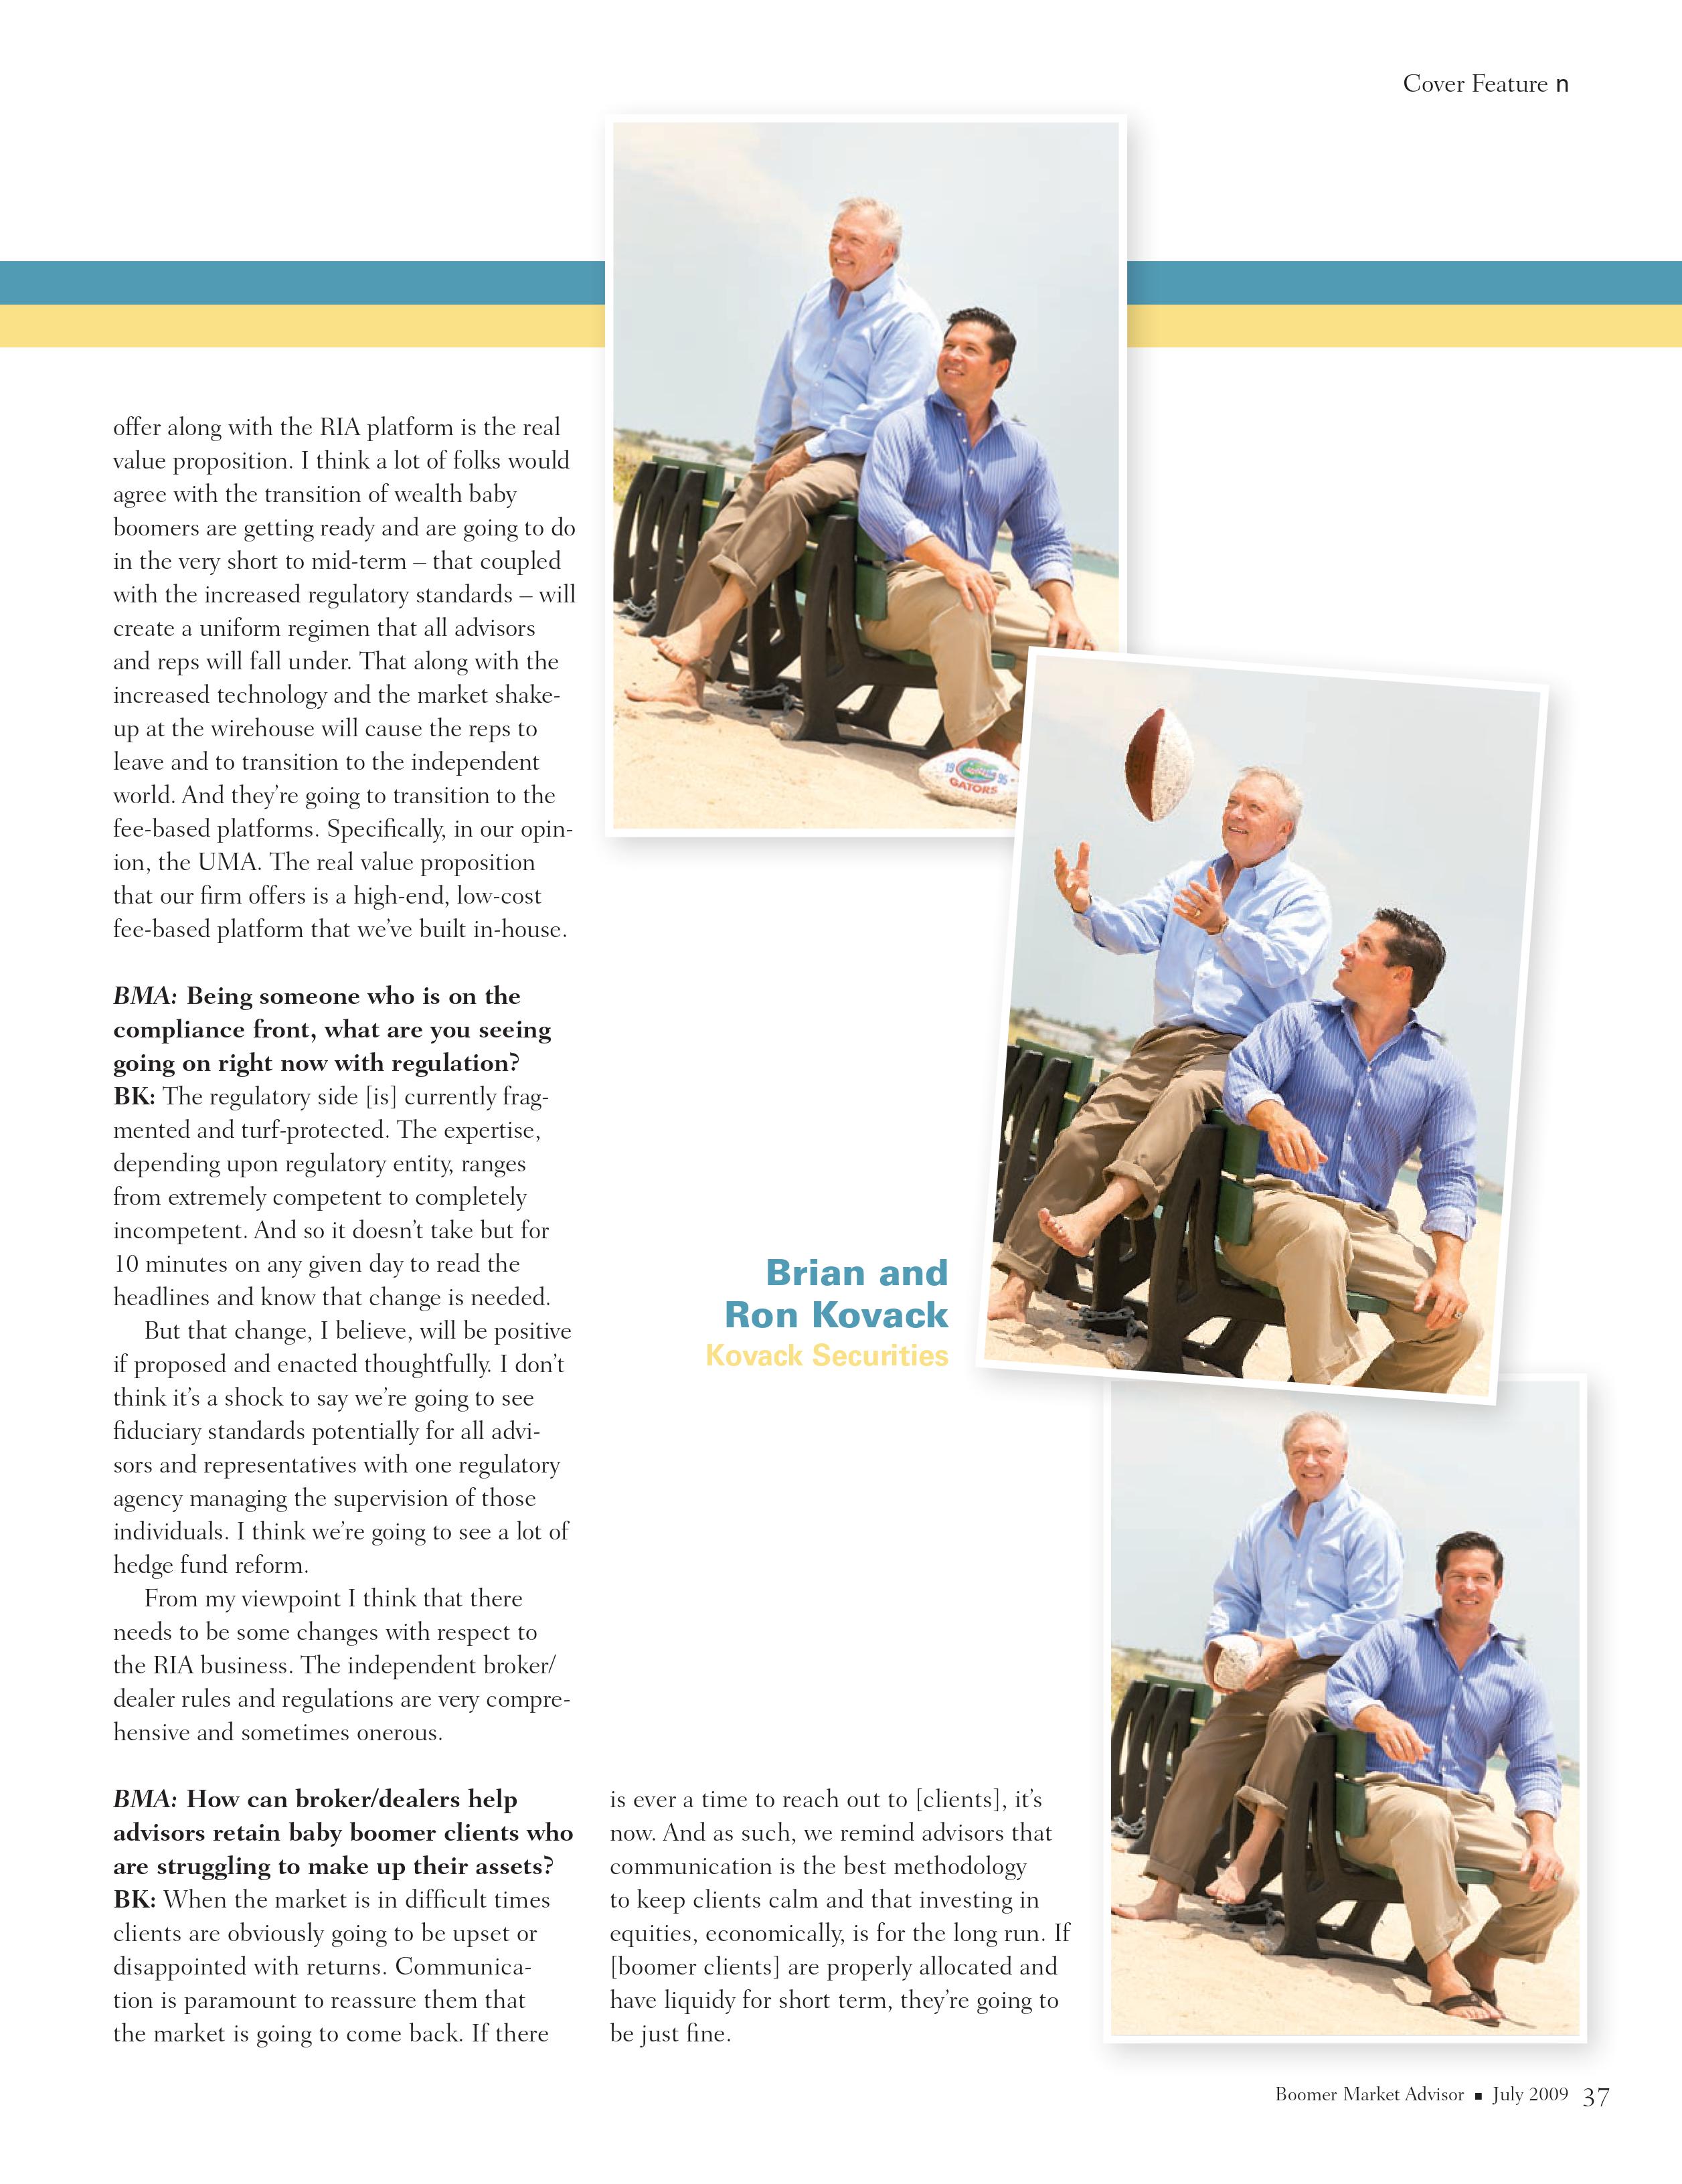 Cover Feature n
offer along with the RIA platform is the real
value proposition. I think a lot of folks would
agree with the transition of wealth baby
boomers are getting ready and are going to do
in the very short to mid-term – that coupled
with the increased regulatory standards – will
create a uniform regimen that all advisors
and reps will fall under. That along with the
increased technology and the market shake-
up at the wirehouse will cause the reps to
leave and to transition to the independent
world. And they're going to transition to the
fee-based platforms. Specifically, in our opin-
ion, the UMA. The real value proposition
that our firm offers is a high-end, low-cost
fee-based platform that we've built in-house.
BMA: Being someone who is on the
compliance front, what are you seeing
going on right now with regulation?
BK: The regulatory side [is] currently frag-
mented and turf-protected. The expertise,
depending upon regulatory entity, ranges
from extremely competent to completely
incompetent. And so it doesn't take but for
10 minutes on any given day to read the
headlines and know that change is needed.
But that change, I believe, will be positive
if proposed and enacted thoughtfully. I don't
think it's a shock to say we're going to see
fiduciary standards potentially for all advi-
sors and representatives with one regulatory
agency managing the supervision of those
individuals. I think we're going to see a lot of
hedge fund reform.
From my viewpoint I think that there
needs to be some changes with respect to
the RIA business. The independent broker/
dealer rules and regulations are very compre-
hensive and sometimes onerous.
BMA: How can broker/dealers help
advisors retain baby boomer clients who
are struggling to make up their assets?
BK: When the market is in difficult times
clients are obviously going to be upset or
disappointed with returns. Communica-
tion is paramount to reassure them that
the market is going to come back. If there
is ever a time to reach out to [clients], it's
now. And as such, we remind advisors that
communication is the best methodology
to keep clients calm and that investing in
equities, economically, is for the long run. If
[boomer clients] are properly allocated and
have liquidy for short term, they're going to
be just fine.
19 95
GATORS
Brian and
Ron Kovack
Kovack Securities
Boomer Market Advisor ■ July 2009 37